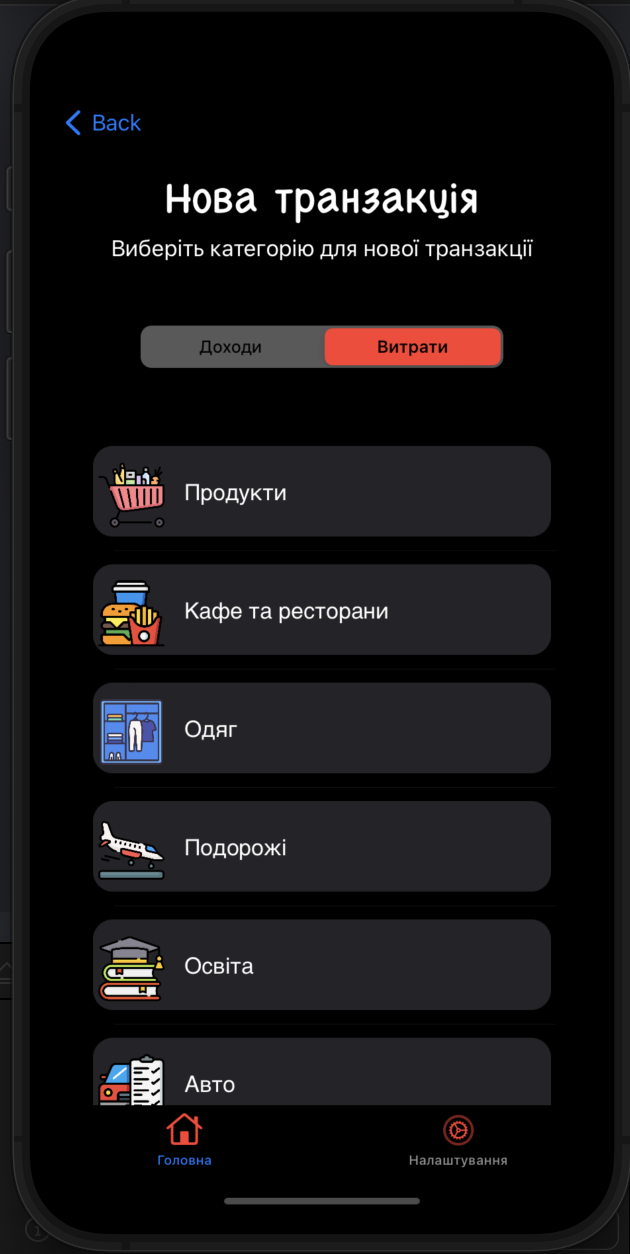 Back
Нова транзакція
Виберіть категорію для нової транзакції
Доходи Витрати
Продукти
Кафе та ресторани
Одяг
Подорожі
Освіта
Авто
Головна Налаштування